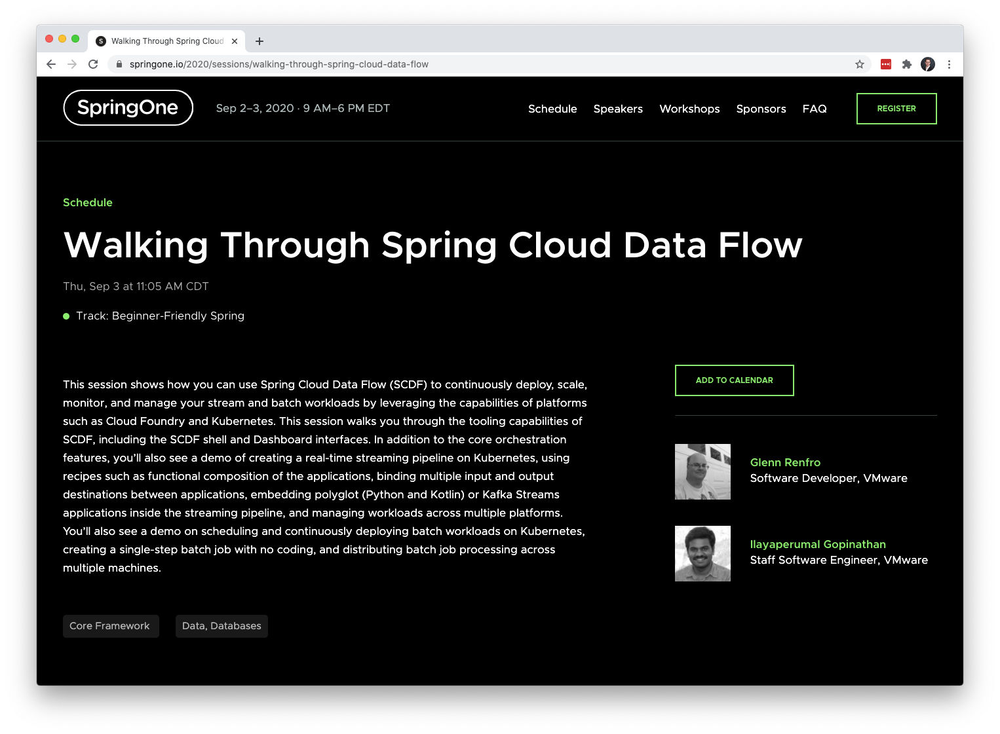 Walking Through Spring Cloud
springone.io/2020/sessions/walking-through-spring-cloud-data-flow
SpringOne
Sep 2–3, 2020 · 9 AM–6 PM EDT
Schedule
Speakers
Workshops
Sponsors
FAQ
REGISTER
Schedule
Walking Through Spring Cloud Data Flow
Thu, Sep 3 at 11:05 AM CDT
Track: Beginner-Friendly Spring
This session shows how you can use Spring Cloud Data Flow (SCDF) to continuously deploy, scale,
monitor, and manage your stream and batch workloads by leveraging the capabilities of platforms
such as Cloud Foundry and Kubernetes. This session walks you through the tooling capabilities of
SCDF, including the SCDF shell and Dashboard interfaces. In addition to the core orchestration
features, you’ll also see a demo of creating a real-time streaming pipeline on Kubernetes, using
recipes such as functional composition of the applications, binding multiple input and output
destinations between applications, embedding polyglot (Python and Kotlin) or Kafka Streams
applications inside the streaming pipeline, and managing workloads across multiple platforms.
You’ll also see a demo on scheduling and continuously deploying batch workloads on Kubernetes,
creating a single-step batch job with no coding, and distributing batch job processing across
multiple machines.
Core Framework
Data, Databases
ADD TO CALENDAR
Glenn Renfro
Software Developer, VMware
Ilayaperumal Gopinathan
Staff Software Engineer, VMware